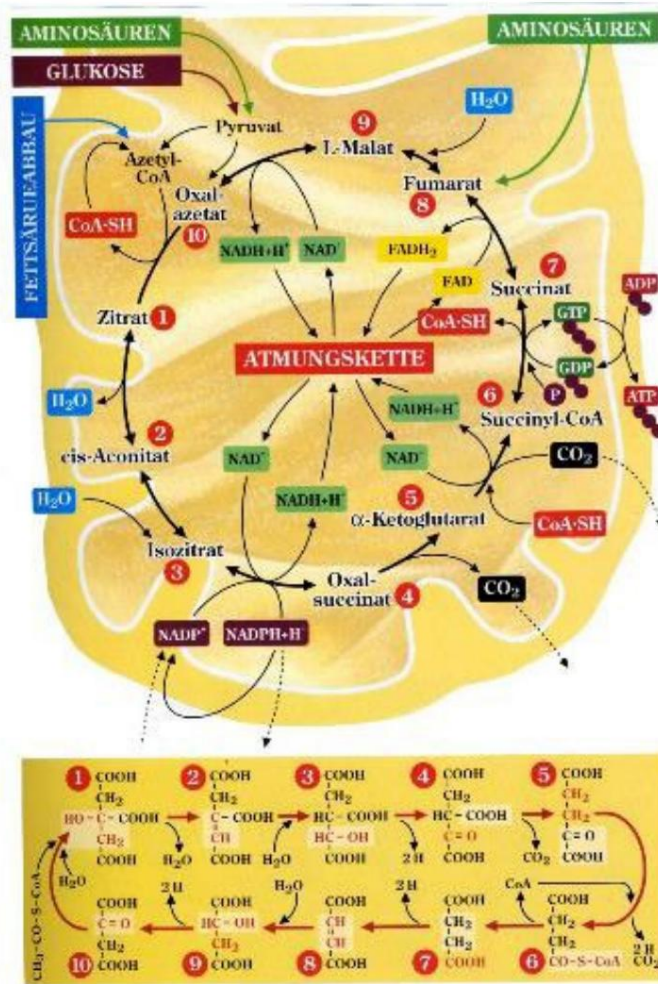 AMINOSÄUREN
AMINOSÄUREN
GLUKOSE
FETTSÄRUEABBAU
H₂O
Pyruvat
9
L-Malat
Azetyl-
CoA
Fumarat
8
Oxal-
azetat
10
CoA·SH
NADH+H⁺
NAD⁺
FADH₂
FAD
7
Succinat
ADP
GTP
CoA·SH
Zitrat 1
ATMUNGSKETTE
GDP
P
ATP
6
H₂O
NADH+H⁺
Succinyl-CoA
2
cis-Aconitat
NAD⁺
NAD⁺
CO₂
H₂O
NADH+H⁺
5
α-Ketoglutarat
CoA·SH
Isozitrat
3
Oxal-
succinat 4
CO₂
NADP⁺
NADPH+H⁺
1 COOH
CH₂
HO - C - COOH
CH₂
COOH
H₂O
2 COOH
CH₂
C - COOH
CH
COOH
H₂O
3 COOH
CH₂
HC - COOH
HC - OH
COOH
2 H
4 COOH
CH₂
HC - COOH
C = O
COOH
CO₂
5 COOH
CH₂
CH₂
C = O
COOH
CH₃-CO-S-CoA
H₂O
COOH
C = O
CH₂
10 COOH
2 H
COOH
HC - OH
CH₂
9 COOH
H₂O
COOH
CH
CH
8 COOH
2 H
COOH
CH₂
CH₂
7 COOH
CoA
COOH
CH₂
CH₂
6 CO-S-CoA
2 H
CO₂